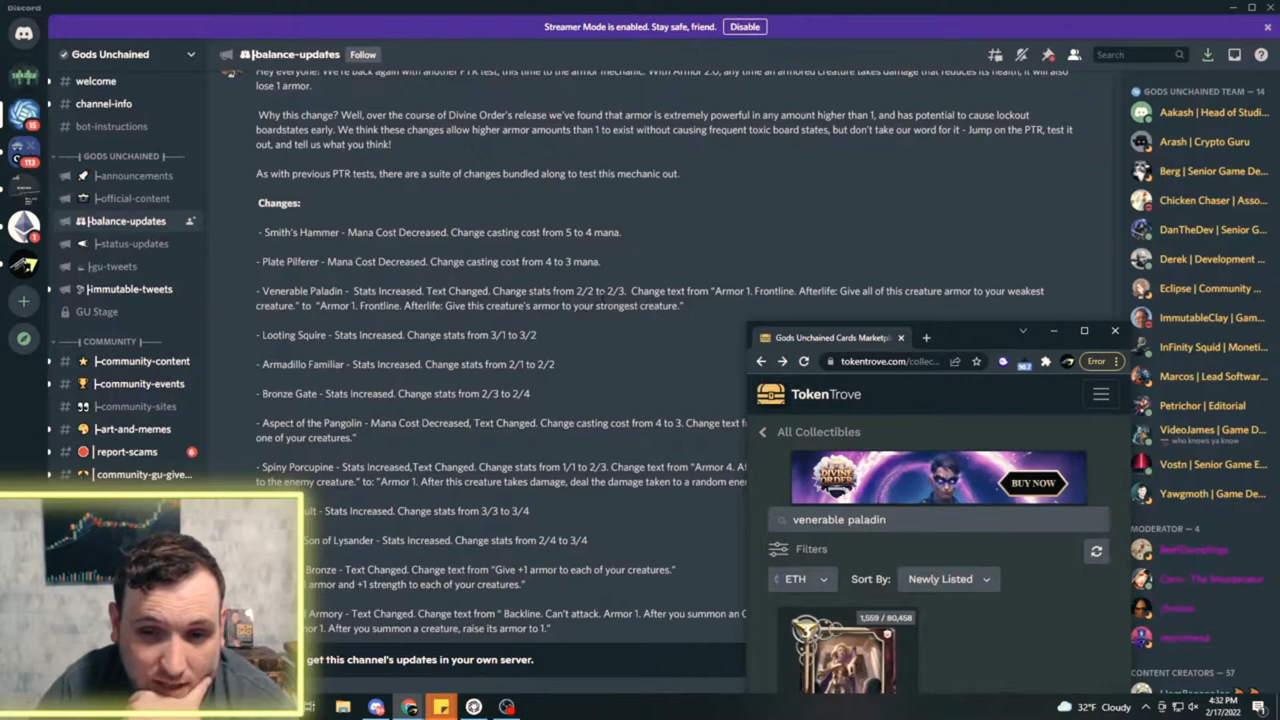 Discord
Streamer Mode is enabled. Stay safe, friend.
Disable
Gods Unchained
balance-updates
Follow
Search
welcome
channel-info
bot-instructions
GODS UNCHAINED
announcements
official-content
balance-updates
status-updates
gu-tweets
immutable-tweets
GU Stage
COMMUNITY
community-content
community-events
community-sites
art-and-memes
report-scams
6
community-gu-give...
15
113
1
Hey everyone! We're back again with another PTR test, this time to the armor mechanic. With Armor 2.0, any time an armored creature takes damage that reduces its health, it will also
lose 1 armor.
Why this change? Well, over the course of Divine Order's release we've found that armor is extremely powerful in any amount higher than 1, and has potential to cause lockout
boardstates early. We think these changes allow higher armor amounts than 1 to exist without causing frequent toxic board states, but don't take our word for it - Jump on the PTR, test it
out, and tell us what you think!
As with previous PTR tests, there are a suite of changes bundled along to test this mechanic out.
Changes:
- Smith's Hammer - Mana Cost Decreased. Change casting cost from 5 to 4 mana.
- Plate Pilferer - Mana Cost Decreased. Change casting cost from 4 to 3 mana.
- Venerable Paladin - Stats Increased. Text Changed. Change stats from 2/2 to 2/3. Change text from "Armor 1. Frontline. Afterlife: Give all of this creature armor to your weakest
creature." to "Armor 1. Frontline. Afterlife: Give this creature's armor to your strongest creature."
- Looting Squire - Stats Increased. Change stats from 3/1 to 3/2
- Armadillo Familiar - Stats Increased. Change stats from 2/1 to 2/2
- Bronze Gate - Stats Increased. Change stats from 2/3 to 2/4
- Aspect of the Pangolin - Mana Cost Decreased, Text Changed. Change casting cost from 4 to 3. Change text f
one of your creatures."
- Spiny Porcupine - Stats Increased,Text Changed. Change stats from 1/1 to 2/3. Change text from "Armor 4. A
to the enemy creature." to: "Armor 1. After this creature takes damage, deal the damage taken to a random ene
ult - Stats Increased. Change stats from 3/3 to 3/4
Son of Lysander - Stats Increased. Change stats from 2/4 to 3/4
Bronze - Text Changed. Change text from "Give +1 armor to each of your creatures."
armor and +1 strength to each of your creatures."
d Armory - Text Changed. Change text from " Backline. Can't attack. Armor 1. After you summon an
1. After you summon a creature, raise its armor to 1."
get this channel's updates in your own server.
GODS UNCHAINED TEAM — 14
Aakash | Head of Studi...
Arash | Crypto Guru
Berg | Senior Game De...
Chicken Chaser | Asso...
DanTheDev | Senior G...
Derek | Development ...
Eclipse | Community ...
ImmutableClay | Gam...
InFinity Squid | Moneti...
Marcos | Lead Softwar...
Petrichor | Editorial
VideoJames | Game D...
who knows ya know
Vostn | Senior Game E...
Yawgmoth | Game De...
MODERATOR — 4
CONTENT CREATORS — 57
Gods Unchained Cards Marketpl
tokentrove.com/collec...
Error
TokenTrove
All Collectibles
DIVINE
ORDER
BUY NOW
venerable paladin
Filters
ETH
Sort By:
Newly Listed
1,559 / 80,458
32°F Cloudy
4:32 PM
2/17/2022